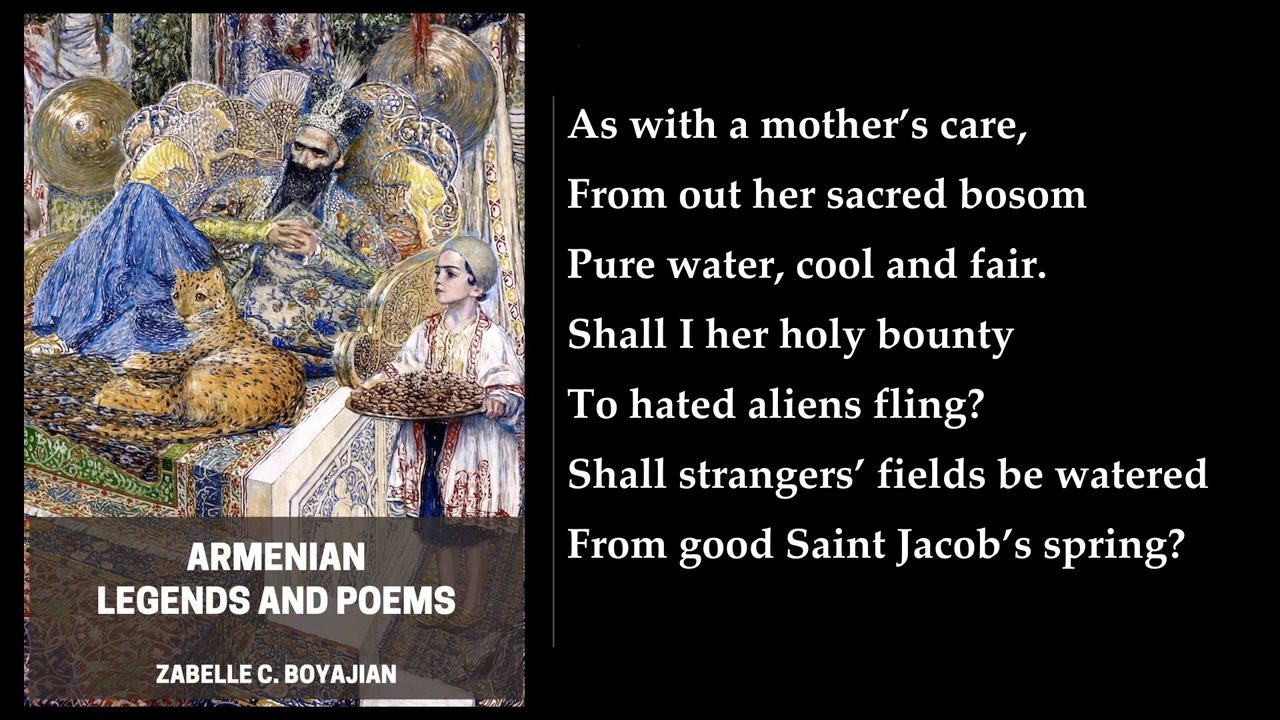 ARMENIAN
LEGENDS AND POEMS
ZABELLE C. BOYAJIAN
As with a mother’s care,
From out her sacred bosom
Pure water, cool and fair.
Shall I her holy bounty
To hated aliens fling?
Shall strangers’ fields be watered
From good Saint Jacob’s spring?